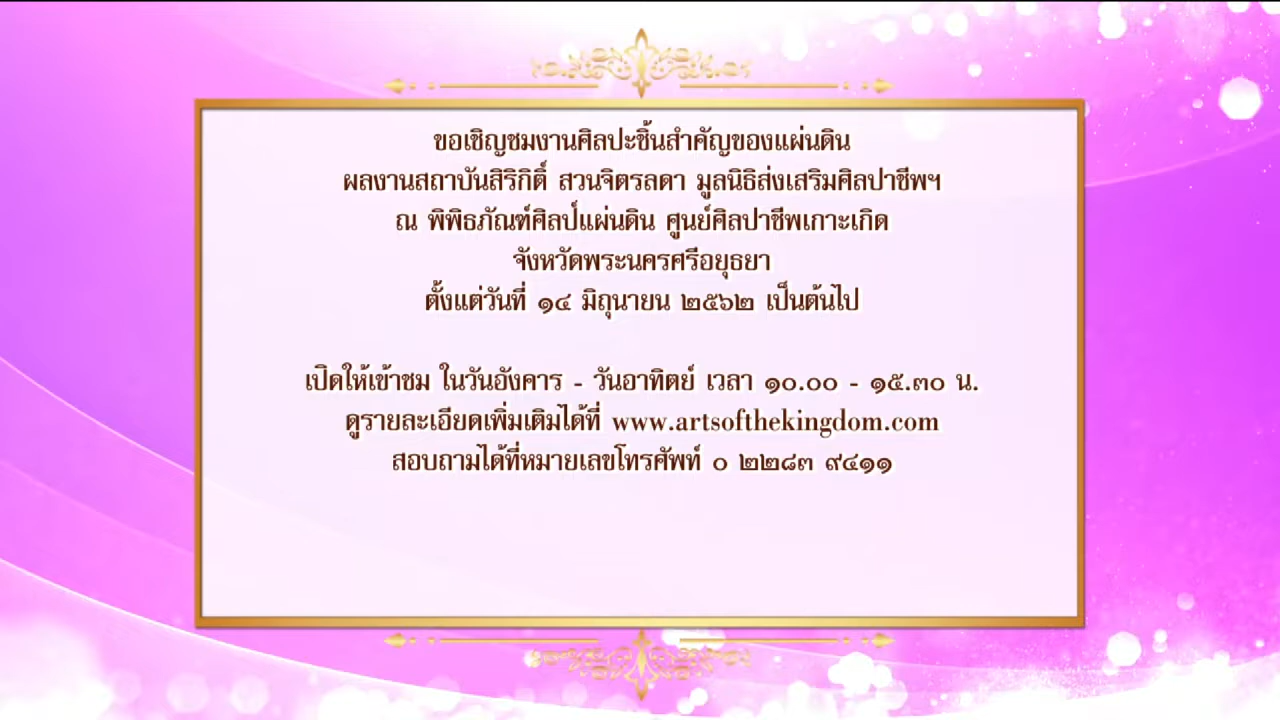 ขอเชิญชมงานศิลปะชิ้นสำคัญของแผ่นดิน
ผลงานสถาบันสิริกิติ์ สวนจิตรลดา มูลนิธิส่งเสริมศิลปาชีพฯ
ณ พิพิธภัณฑ์ศิลป์แผ่นดิน ศูนย์ศิลปาชีพเกาะเกิด
จังหวัดพระนครศรีอยุธยา
ตั้งแต่วันที่ ๑๔ มิถุนายน ๒๕๖๒ เป็นต้นไป
เปิดให้เข้าชม ในวันอังคาร - วันอาทิตย์ เวลา ๑๐.๐๐ - ๑๕.๓๐ น.
ดูรายละเอียดเพิ่มเติมได้ที่ www.artsofthekingdom.com
สอบถามได้ที่หมายเลขโทรศัพท์ ๐ ๒๒๘๓ ๙๔๑๑